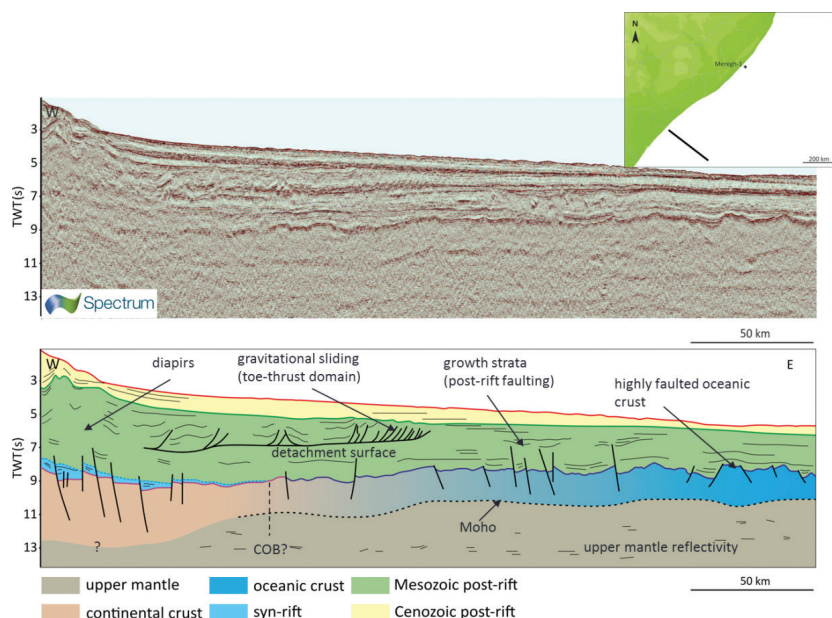 N
Meregh-1
200 km
W
TWT(s)
3
5
7
9
11
13
Spectrum
50 km
W
E
diapirs
gravitational sliding
(toe-thrust domain)
growth strata
(post-rift faulting)
highly faulted oceanic
crust
TWT(s)
3
5
7
9
11
13
detachment surface
Moho
?
COB?
upper mantle reflectivity
upper mantle
oceanic crust
Mesozoic post-rift
50 km
continental crust
syn-rift
Cenozoic post-rift